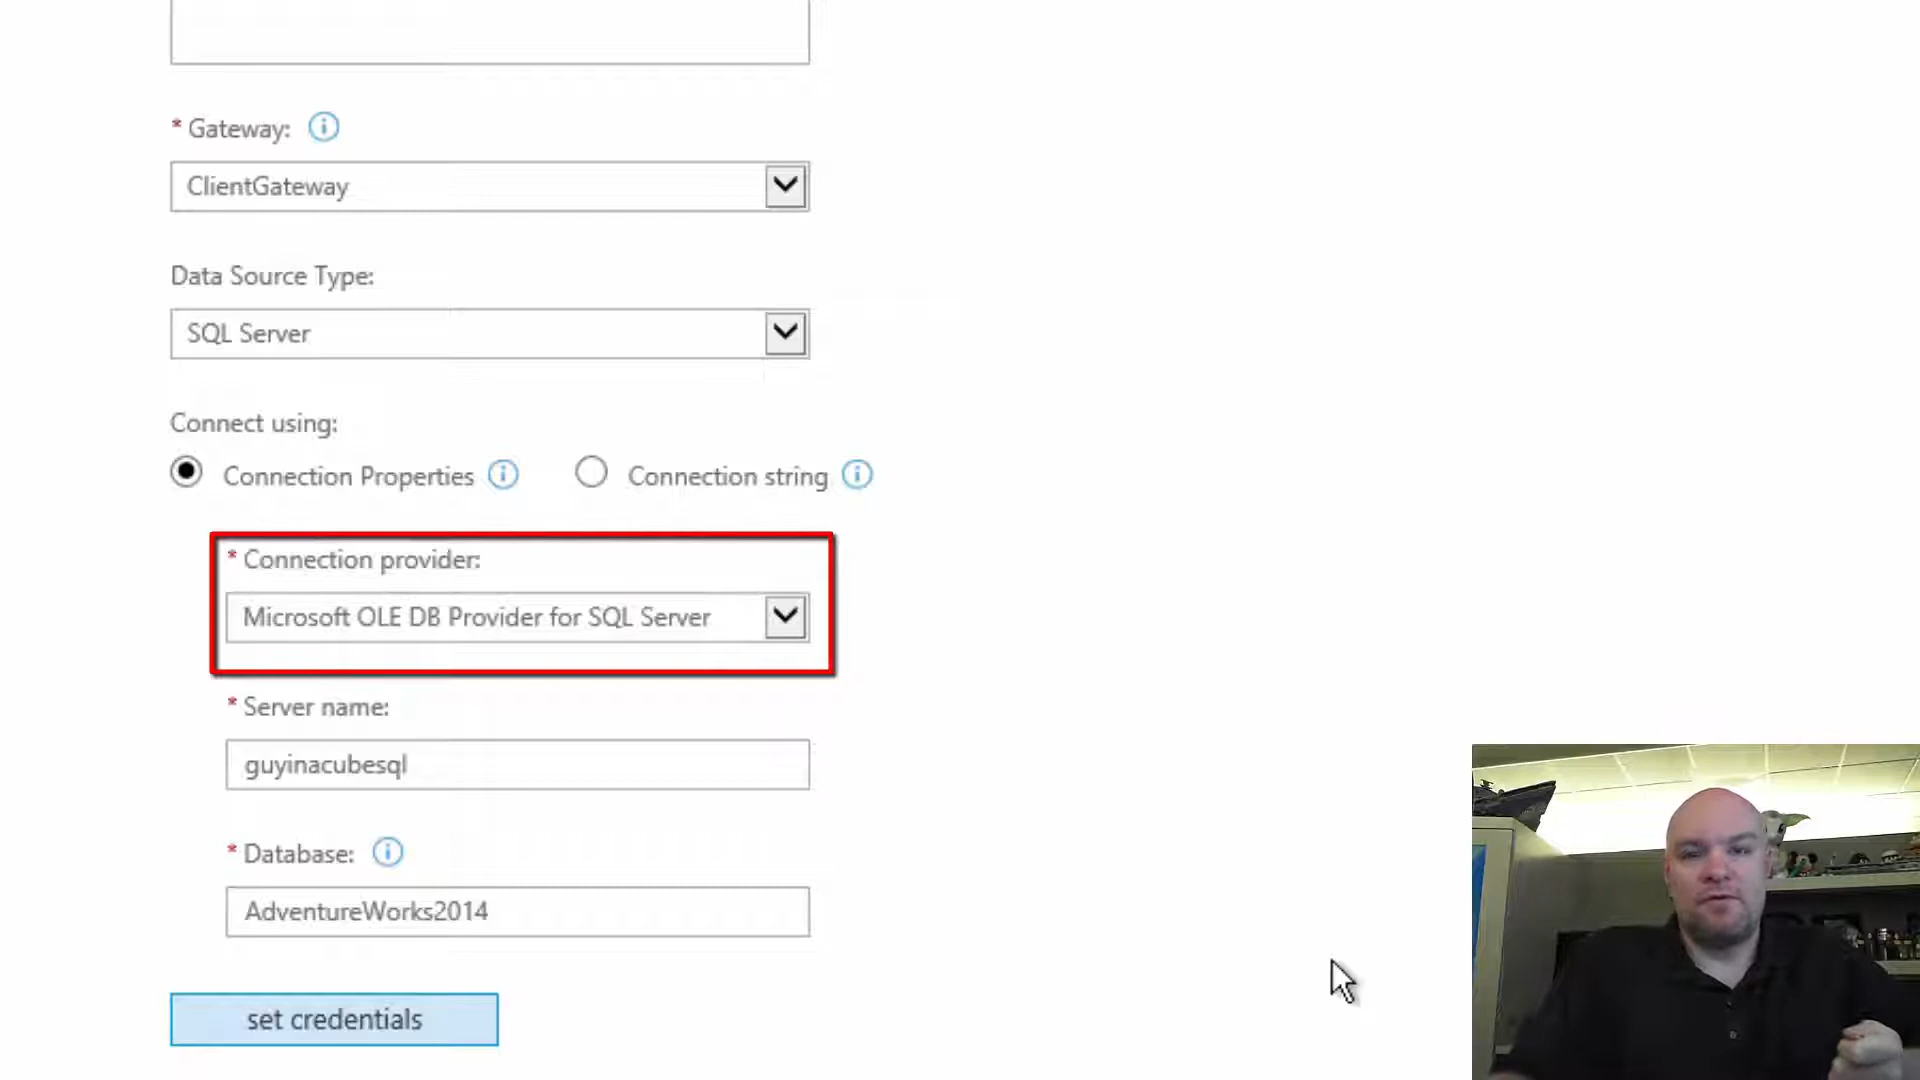 * Gateway:
ClientGateway
Data Source Type:
SQL Server
Connect using:
Connection Properties Connection string
* Connection provider:
Microsoft OLE DB Provider for SQL Server
* Server name:
guyinacubesql
* Database:
AdventureWorks2014
set credentials